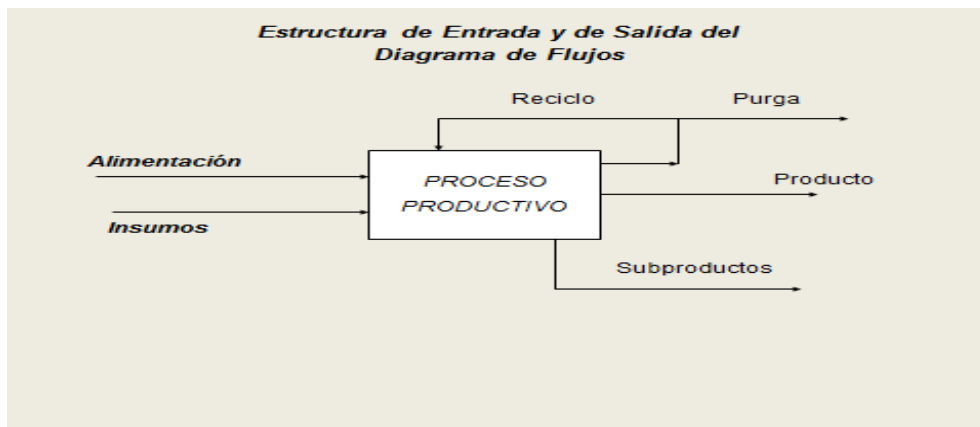 Estructura de Entrada y de Salida del
Diagrama de Flujos
Reciclo
Purga
Alimentación
PROCESO
PRODUCTIVO
Producto
Insumos
Subproductos